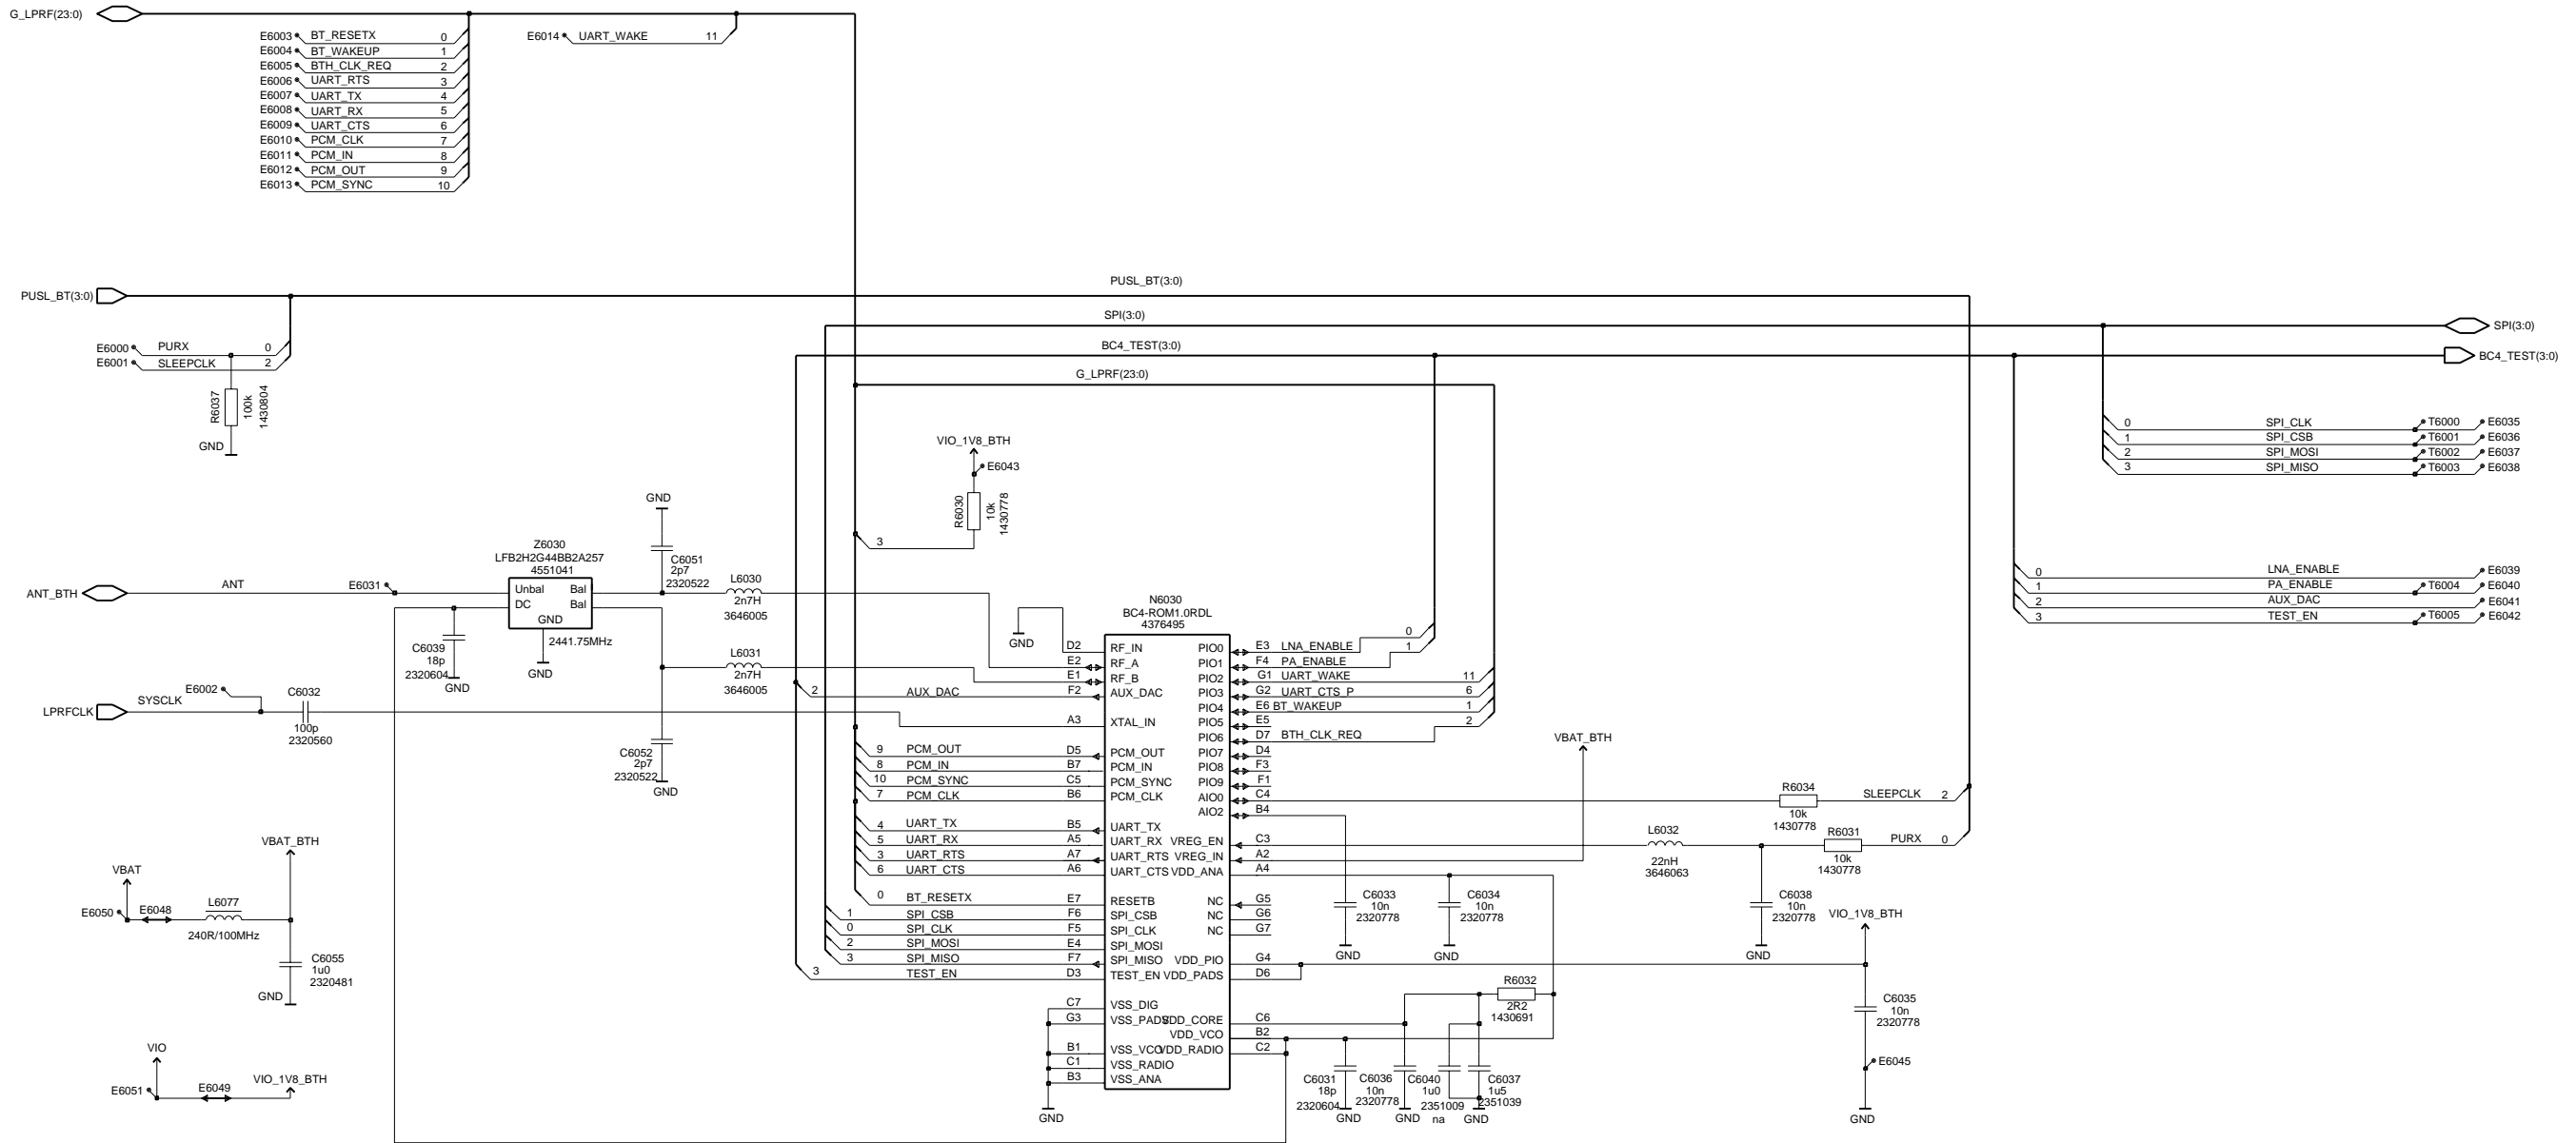 G_LPRF(23:0)
E6003 BT_RESETX 0
E6004 BT_WAKEUP 1
E6005 BTH_CLK_REQ 2
E6006 UART_RTS 3
E6007 UART_TX 4
E6008 UART_RX 5
E6009 UART_CTS 6
E6010 PCM_CLK 7
E6011 PCM_IN 8
E6012 PCM_OUT 9
E6013 PCM_SYNC 10
E6014 UART_WAKE 11
PUSL_BT(3:0)
PUSL_BT(3:0)
SPI(3:0)
SPI(3:0)
BC4_TEST(3:0)
BC4_TEST(3:0)
G_LPRF(23:0)
E6000 PURX 0
E6001 SLEEPCLK 2
R6037
100k
1430804
GND
VIO_1V8_BTH
E6043
R6030
10k
1430778
3
0 SPI_CLK T6000 E6035
1 SPI_CSB T6001 E6036
2 SPI_MOSI T6002 E6037
3 SPI_MISO T6003 E6038
0 LNA_ENABLE E6039
1 PA_ENABLE T6004 E6040
2 AUX_DAC E6041
3 TEST_EN T6005 E6042
ANT_BTH
ANT
E6031
Z6030
LFB2H2G44BB2A257
4551041
Unbal Bal
DC Bal
GND
2441.75MHz
GND
C6039
18p
2320604
GND
GND
C6051
2p7
2320522
L6030
2n7H
3646005
L6031
2n7H
3646005
C6052
2p7
2320522
GND
LPRFCLK
SYSCLK
E6002
C6032
100p
2320560
GND
N6030
BC4-ROM1.0RDL
4376495
D2 RF_IN PIO0 E3 LNA_ENABLE 0
E2 RF_A PIO1 F4 PA_ENABLE 1
E1 RF_B PIO2 G1 UART_WAKE 11
2 AUX_DAC F2 AUX_DAC PIO3 G2 UART_CTS_P 6
PIO4 E6 BT_WAKEUP 1
A3 XTAL_IN PIO5 E5
PIO6 D7 BTH_CLK_REQ 2
9 PCM_OUT D5 PCM_OUT PIO7 D4
8 PCM_IN B7 PCM_IN PIO8 F3
10 PCM_SYNC C5 PCM_SYNC PIO9 F1
7 PCM_CLK B6 PCM_CLK AIO0 C4
AIO2 B4
4 UART_TX B5 UART_TX
5 UART_RX A5 UART_RX VREG_EN C3
3 UART_RTS A7 UART_RTS VREG_IN A2
6 UART_CTS A6 UART_CTS VDD_ANA A4
0 BT_RESETX E7 RESETB NC G5
1 SPI_CSB F6 SPI_CSB NC G6
0 SPI_CLK F5 SPI_CLK NC G7
2 SPI_MOSI E4 SPI_MOSI
3 SPI_MISO F7 SPI_MISO VDD_PIO G4
3 TEST_EN D3 TEST_EN VDD_PADS D6
C7 VSS_DIG
G3 VSS_PADS VDD_CORE C6
VDD_VCO B2
B1 VSS_VCO VDD_RADIO C2
C1 VSS_RADIO
B3 VSS_ANA
GND
VBAT_BTH
R6034
10k
1430778
SLEEPCLK 2
L6032
22nH
3646063
R6031
10k
1430778
PURX 0
C6033
10n
2320778
GND
C6034
10n
2320778
GND
C6038
10n
2320778
GND
VIO_1V8_BTH
R6032
2R2
1430691
C6035
10n
2320778
E6045
GND
C6031
18p
2320604
GND
C6036
10n
2320778
GND
C6040
1u0
2351009
na
C6037
1u5
2351039
GND
VBAT
E6050
E6048
L6077
240R/100MHz
VBAT_BTH
C6055
1u0
2320481
GND
VIO
E6051
E6049
VIO_1V8_BTH